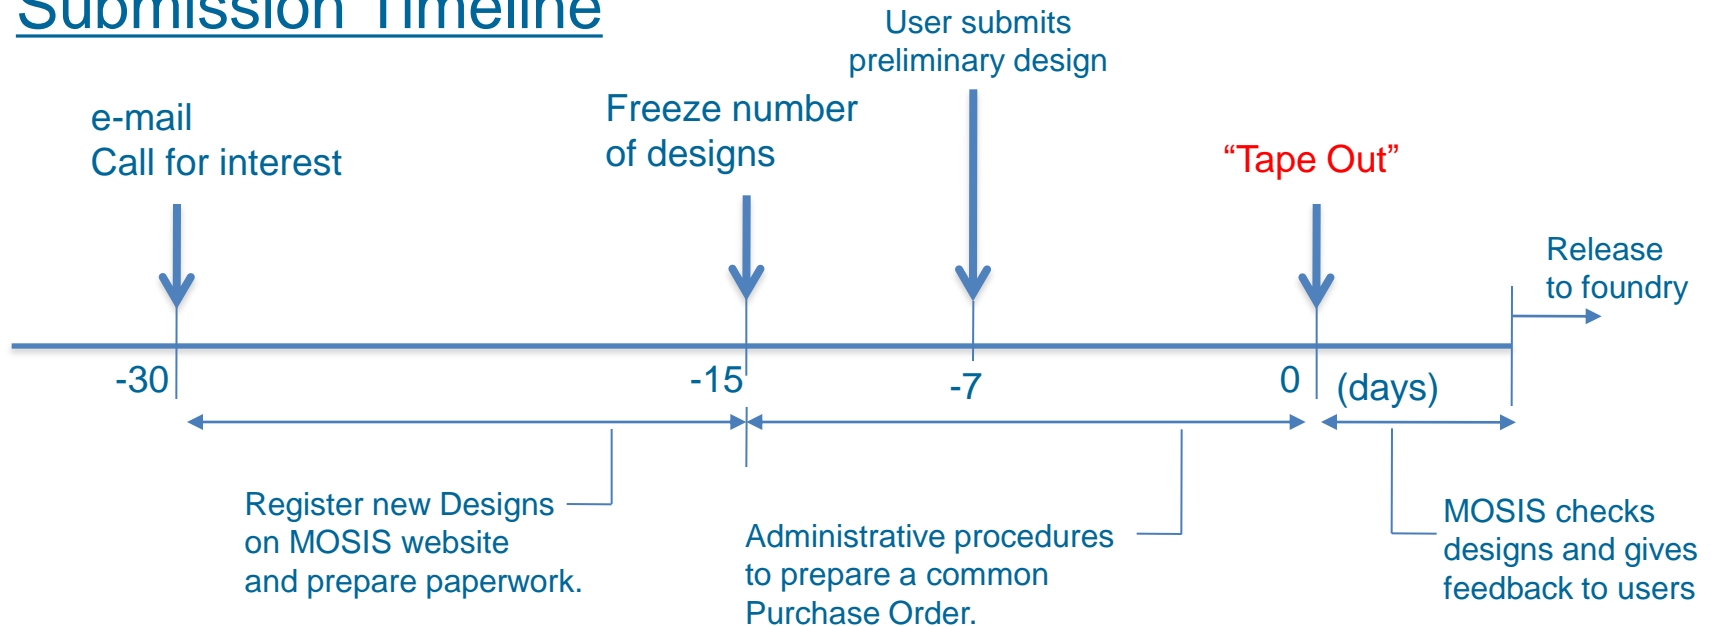 Submission Timeline
User submits
preliminary design
e-mail
Call for interest
Freeze number
of designs
“Tape Out”
Release
to foundry
-30
-15
-7
0
(days)
Register new Designs
on MOSIS website
and prepare paperwork.
Administrative procedures
to prepare a common
Purchase Order.
MOSIS checks
designs and gives
feedback to users